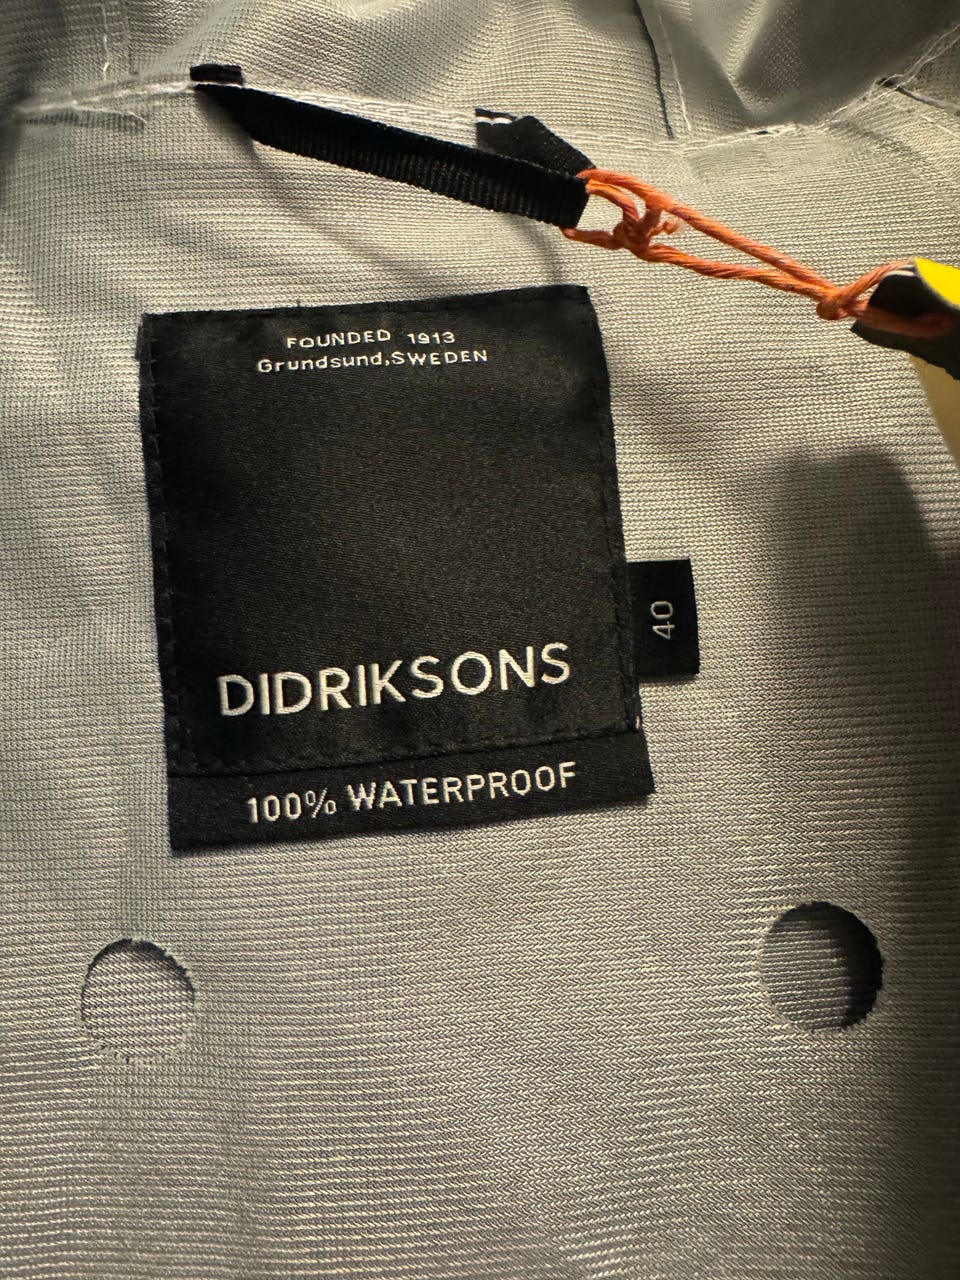 FOUNDED 1913
Grundsund,SWEDEN
DIDRIKSONS
100% WATERPROOF
40